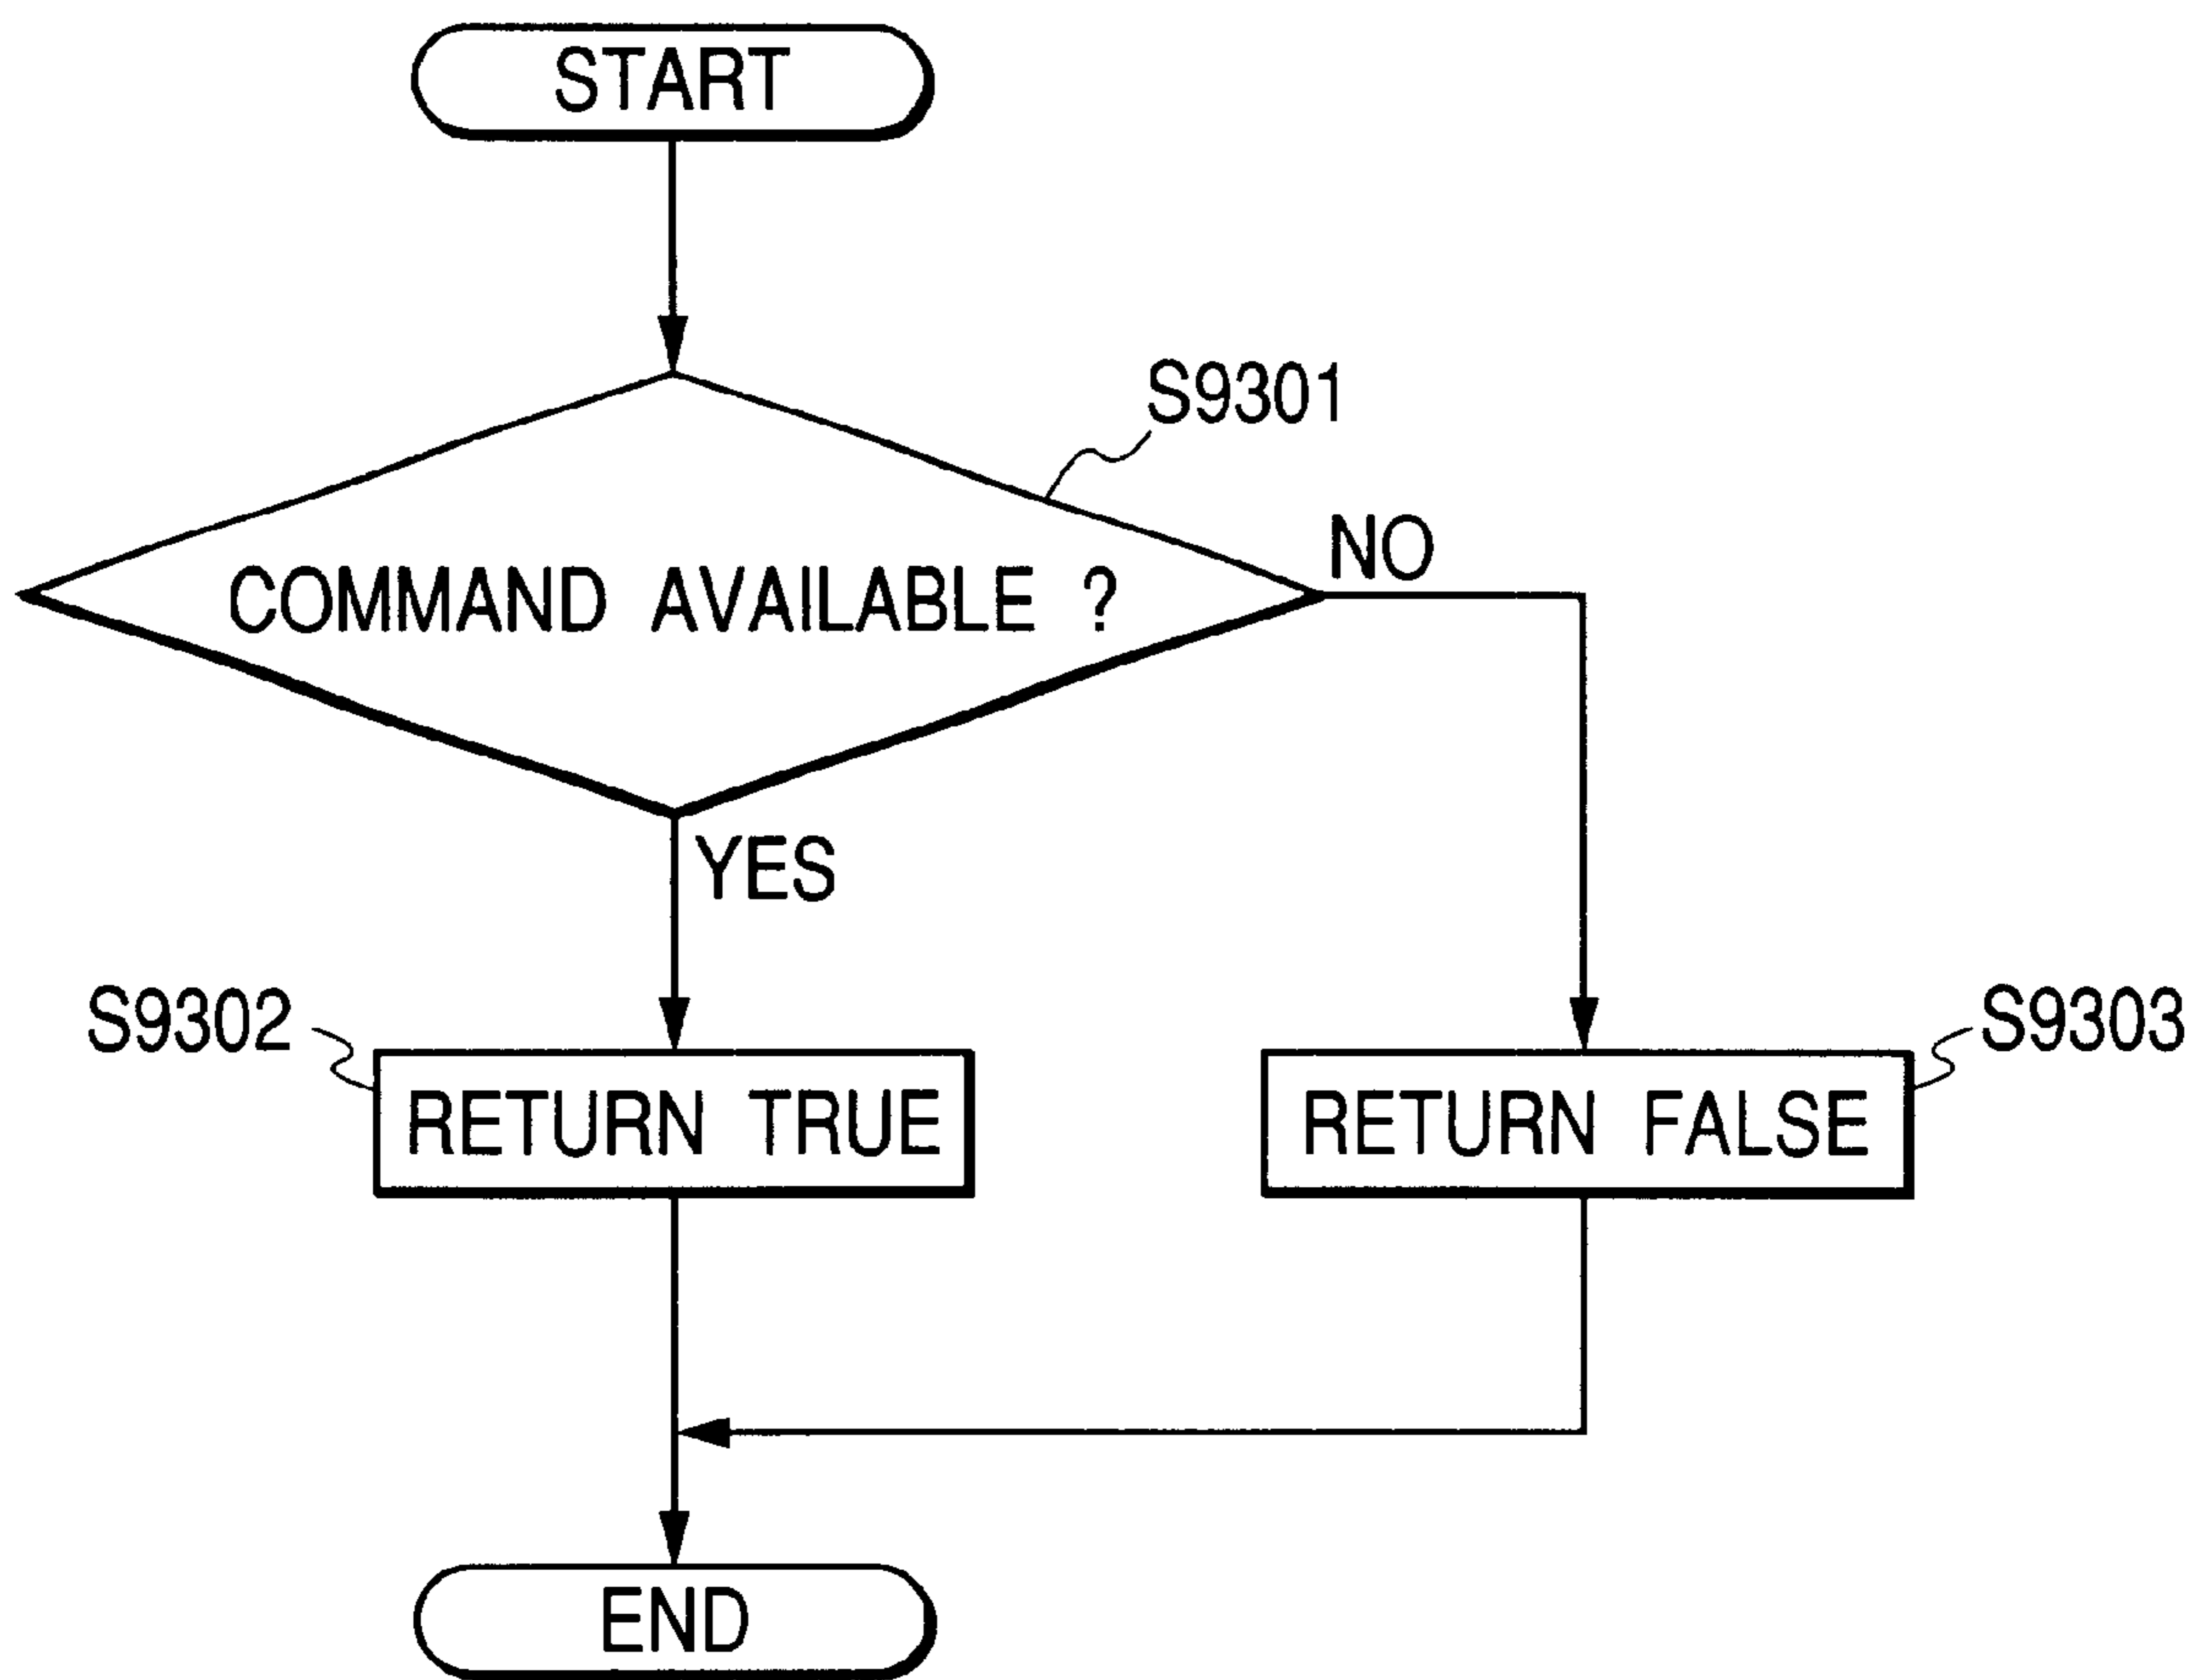 START
S9301
NO
COMMAND AVAILABLE ?
YES
S9302
S9303
RETURN TRUE
RETURN FALSE
END